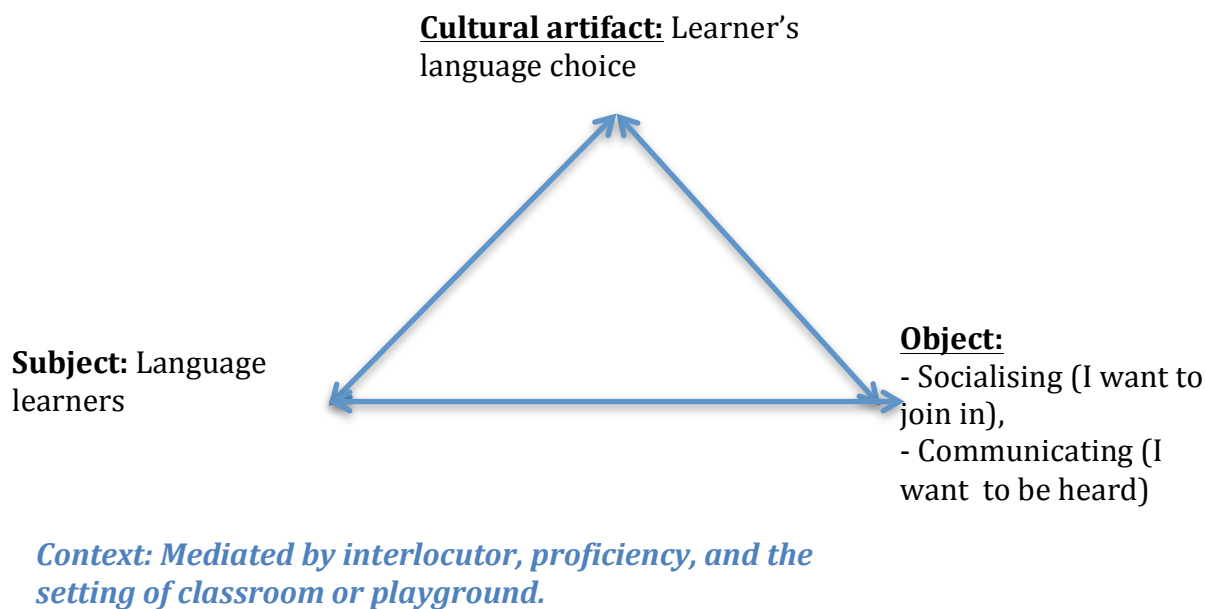 Cultural artifact: Learner’s
language choice
Subject: Language
learners
Object:
- Socialising (I want to
join in),
- Communicating (I
want  to be heard)
Context: Mediated by interlocutor, proficiency, and the
setting of classroom or playground.